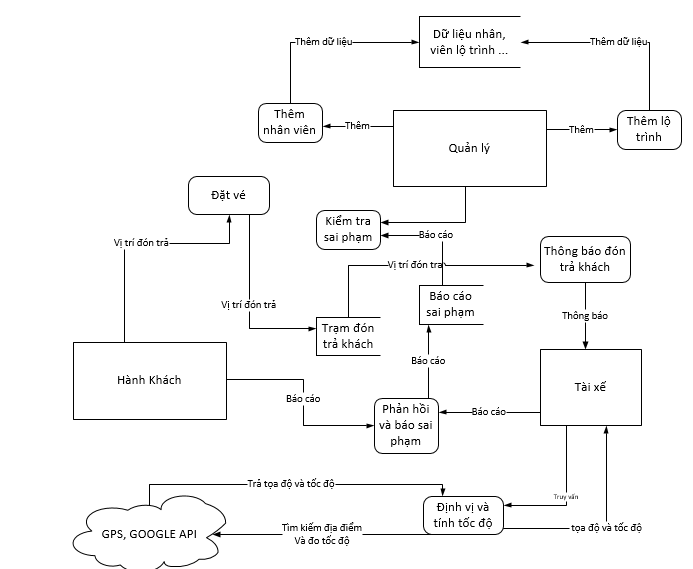 Dữ liệu nhân,
viên lộ trình ...
Thêm dữ liệu
Thêm dữ liệu
Thêm
nhân viên
Thêm
Quản lý
Thêm
Thêm lộ
trình
Đặt vé
Kiểm tra
sai phạm
Báo cáo
Vị trí đón trả
Vị trí đón trả
Thông báo đón
trả khách
Báo cáo
sai phạm
Vị trí đón trả
Trạm đón
trả khách
Thông báo
Hành Khách
Báo cáo
Tài xế
Báo cáo
Phản hồi
và báo sai
phạm
Báo cáo
Trả tọa độ và tốc độ
Truy vấn
Định vị và
tính tốc độ
GPS, GOOGLE API
Tìm kiếm địa điểm
Và đo tốc độ
tọa độ và tốc độ